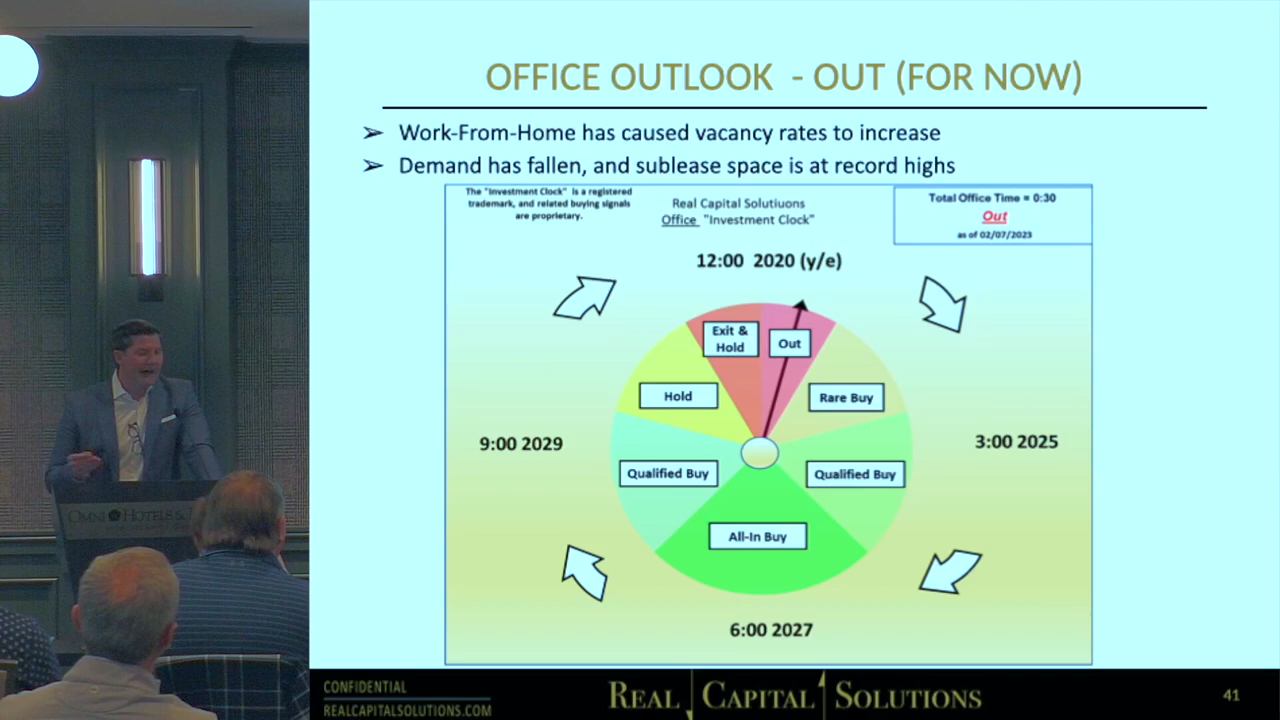 OFFICE OUTLOOK - OUT (FOR NOW)
➢ Work-From-Home has caused vacancy rates to increase
➢ Demand has fallen, and sublease space is at record highs
The "Investment Clock" is a registered
trademark, and related buying signals
are proprietary.
Real Capital Solutiuons
Office "Investment Clock"
Total Office Time = 0:30
Out
as of 02/07/2023
12:00 2020 (y/e)
Exit &
Hold
Out
Hold
Rare Buy
9:00 2029
3:00 2025
Qualified Buy
Qualified Buy
All-In Buy
6:00 2027
OMNI HOTELS &
CONFIDENTIAL
REALCAPITALSOLUTIONS.COM
REAL CAPITAL SOLUTIONS
41